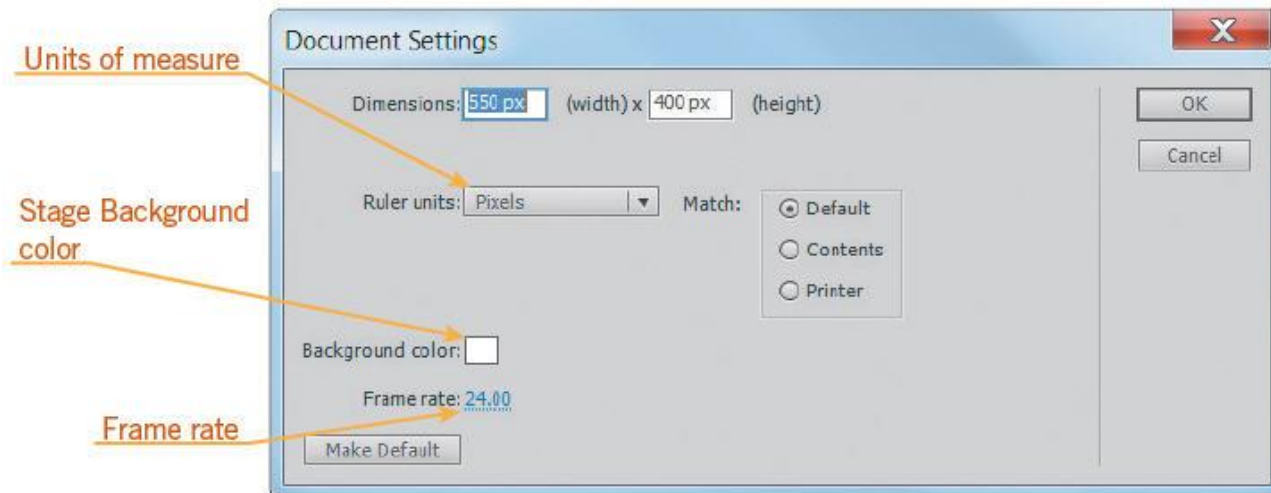 Document Settings
Units of measure
Dimensions: 550 px (width) x 400 px (height)
OK
Cancel
Ruler units: Pixels Match: Default
Stage Background
color
Contents
Printer
Background color:
Frame rate: 24.00
Frame rate
Make Default